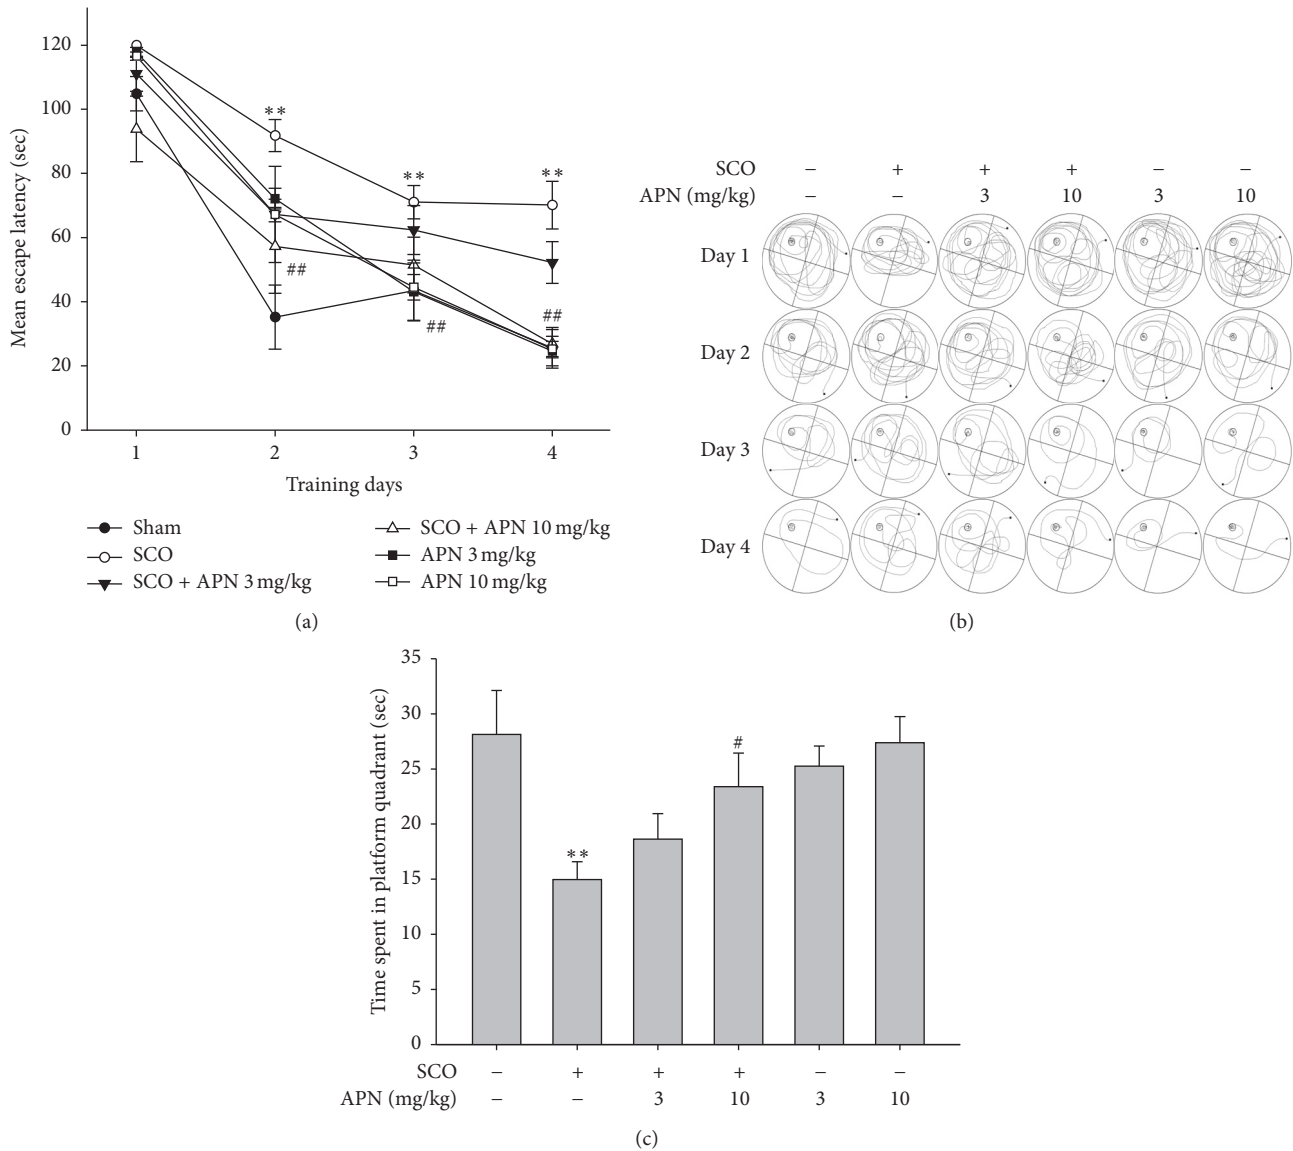 120
100
80
60
40
20
0
Mean escape latency (sec)
**
**
**
##
##
##
1 2 3 4
Training days
Sham
SCO
SCO + APN 3 mg/kg
SCO + APN 10 mg/kg
APN 3 mg/kg
APN 10 mg/kg
(a)
SCO − + + + − −
APN (mg/kg) − − 3 10 3 10
Day 1
Day 2
Day 3
Day 4
(b)
35
30
25
20
15
10
5
0
Time spent in platform quadrant (sec)
**
#
SCO − + + + − −
APN (mg/kg) − − 3 10 3 10
(c)